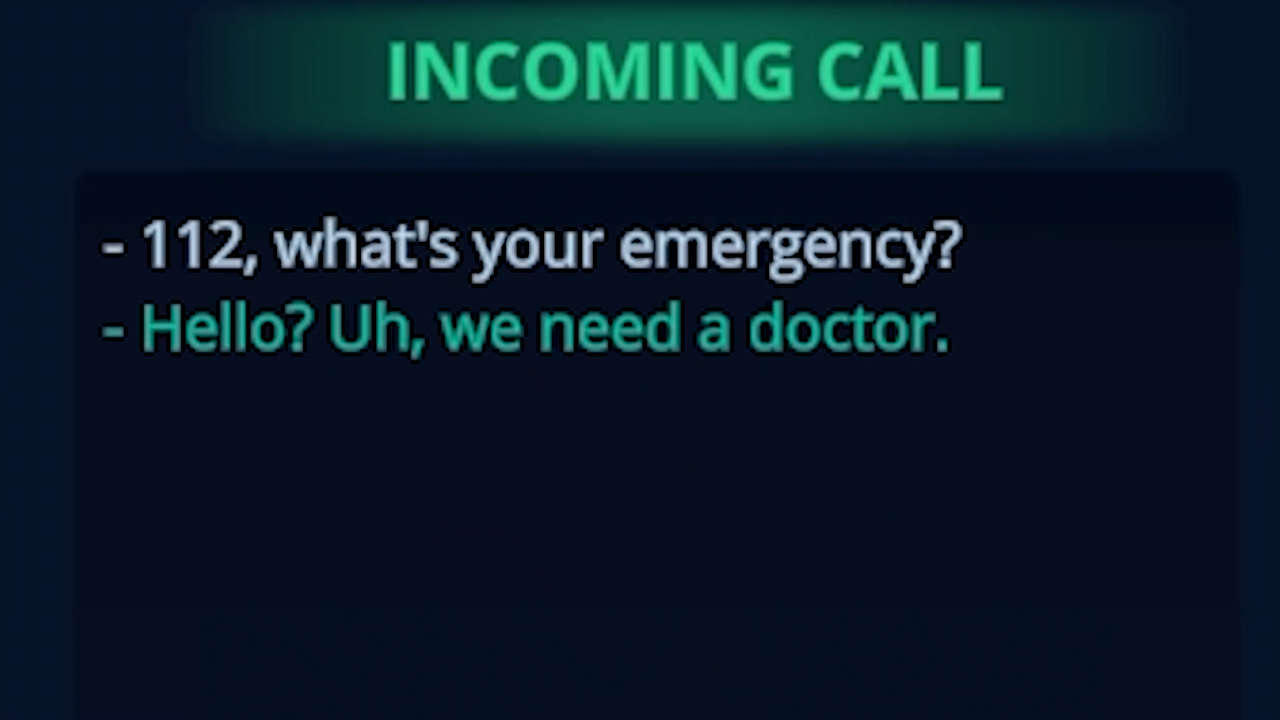 INCOMING CALL
- 112, what's your emergency?
- Hello? Uh, we need a doctor.